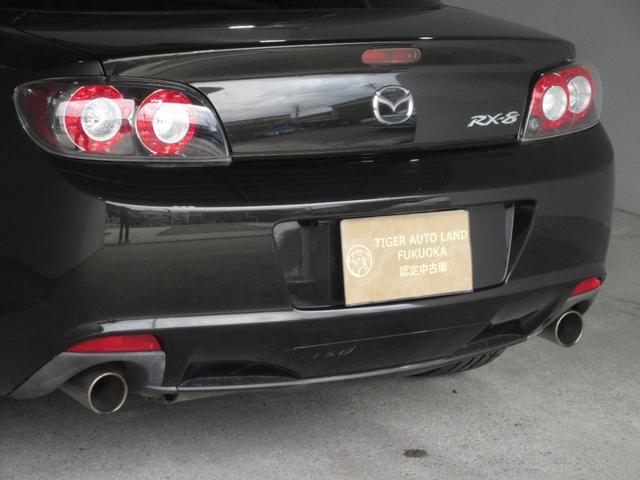 RX-8
TIGER AUTO LAND
FUKUOKA
認定中古車